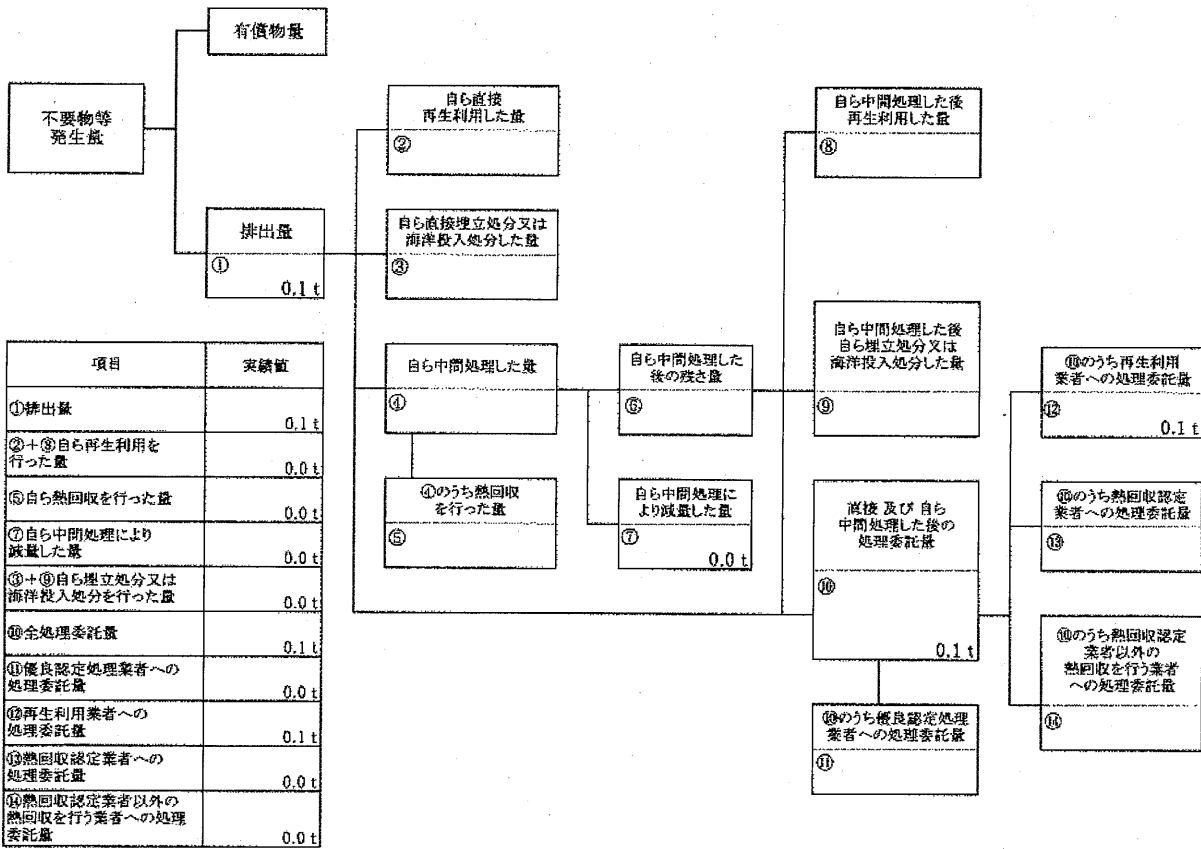 有償物量
不要物等
発生量
排出量
①
0.1 t
自ら直接
再生利用した量
②
自ら直接埋立処分又は
海洋投入処分した量
③
自ら中間処理した量
④
④のうち熱回収
を行った量
⑤
自ら中間処理した
後の残さ量
⑥
自ら中間処理に
より減量した量
⑦
0.0 t
自ら中間処理した後
再生利用した量
⑧
自ら中間処理した後
自ら埋立処分又は
海洋投入処分した量
⑨
直接 及び 自ら
中間処理した後の
処理委託量
⑩
0.1 t
⑩のうち優良認定処理
業者への処理委託量
⑪
⑩のうち再生利用
業者への処理委託量
⑫
0.1 t
⑩のうち熱回収認定
業者への処理委託量
⑬
⑩のうち熱回収認定
業者以外の
熱回収を行う業者
への処理委託量
⑭
項目 実績値
①排出量 0.1 t
②+⑧自ら再生利用を
行った量 0.0 t
⑤自ら熱回収を行った量 0.0 t
⑦自ら中間処理により
減量した量 0.0 t
③+⑨自ら埋立処分又は
海洋投入処分を行った量 0.0 t
⑩全処理委託量 0.1 t
⑪優良認定処理業者への
処理委託量 0.0 t
⑫再生利用業者への
処理委託量 0.1 t
⑬熱回収認定業者への
処理委託量 0.0 t
⑭熱回収認定業者以外の
熱回収を行う業者への処理
委託量 0.0 t